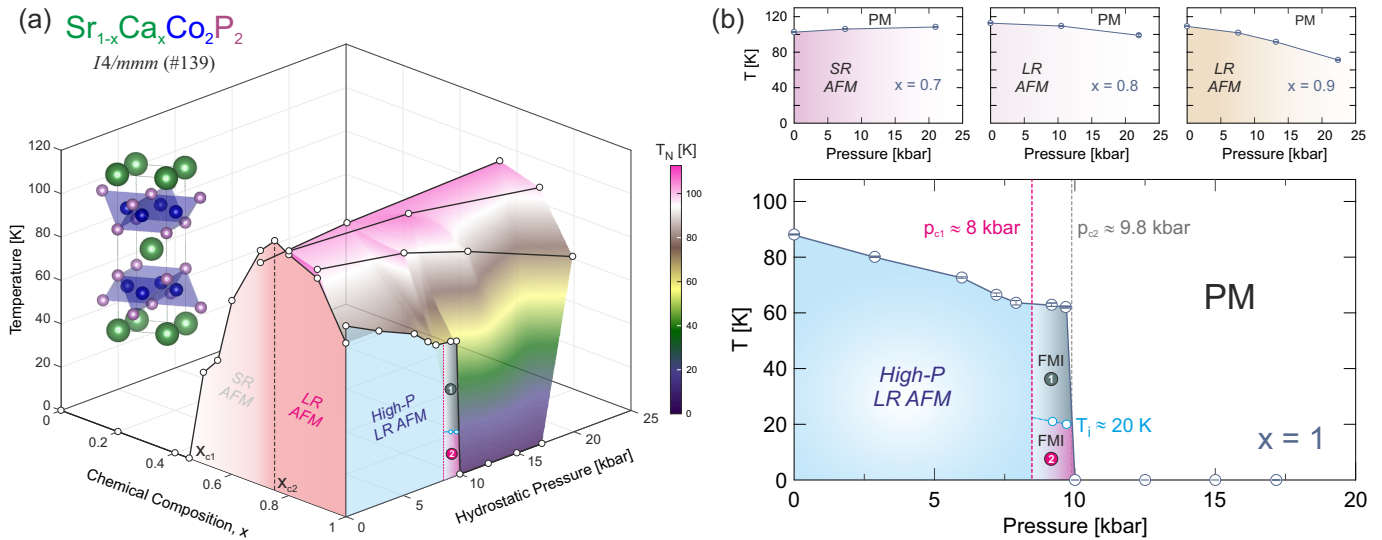 (a)
Sr1-xCaxCo2P2
I4/mmm (#139)
Temperature [K]
120
100
80
60
40
20
0
0
0.2
0.4
0.6
0.8
1
Chemical Composition, x
xc1
xc2
SR
AFM
LR
AFM
High-P
LR AFM
1
2
0
5
10
15
20
25
Hydrostatic Pressure [kbar]
TN [K]
100
80
60
40
20
0
(b)
T [K]
120
80
40
0
PM
SR
AFM
x = 0.7
0
5
10
15
20
25
Pressure [kbar]
PM
LR
AFM
x = 0.8
0
5
10
15
20
25
Pressure [kbar]
PM
LR
AFM
x = 0.9
0
5
10
15
20
25
Pressure [kbar]
T [K]
100
80
60
40
20
0
pc1 ≈ 8 kbar
pc2 ≈ 9.8 kbar
PM
High-P
LR AFM
FMI
1
FMI
2
Ti ≈ 20 K
x = 1
0
5
10
15
20
Pressure [kbar]